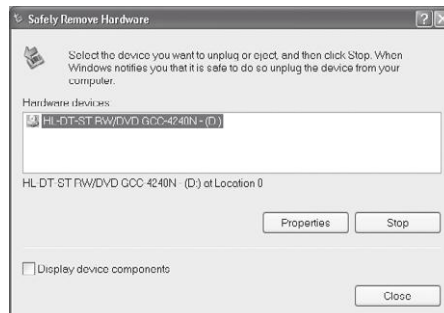 Safely Remove Hardware
Select the device you want to unplug or eject, and then click Stop. When
Windows notifies you that it is safe to do so unplug the device from your
computer.
Hardware devices
HL-DT-ST RW/DVD GCC-4240N - (D:)
HL-DT-ST RW/DVD GCC-4240N - (D:) at Location 0
Properties
Stop
Display device components
Close